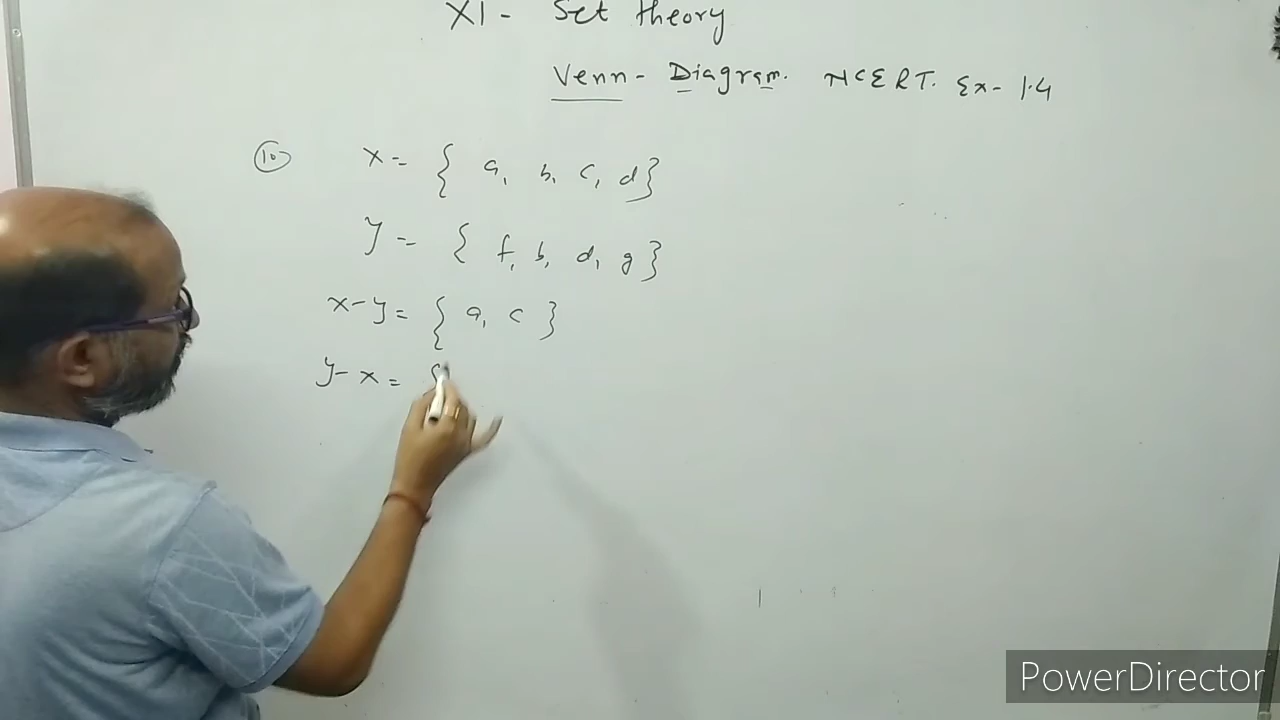 XI - Set theory
Venn - Diagram. NCERT. Ex- 1.4
10 X = { a, b, c, d}
Y = { f, b, d, g }
X - Y = { a, c }
Y - X = {
PowerDirector